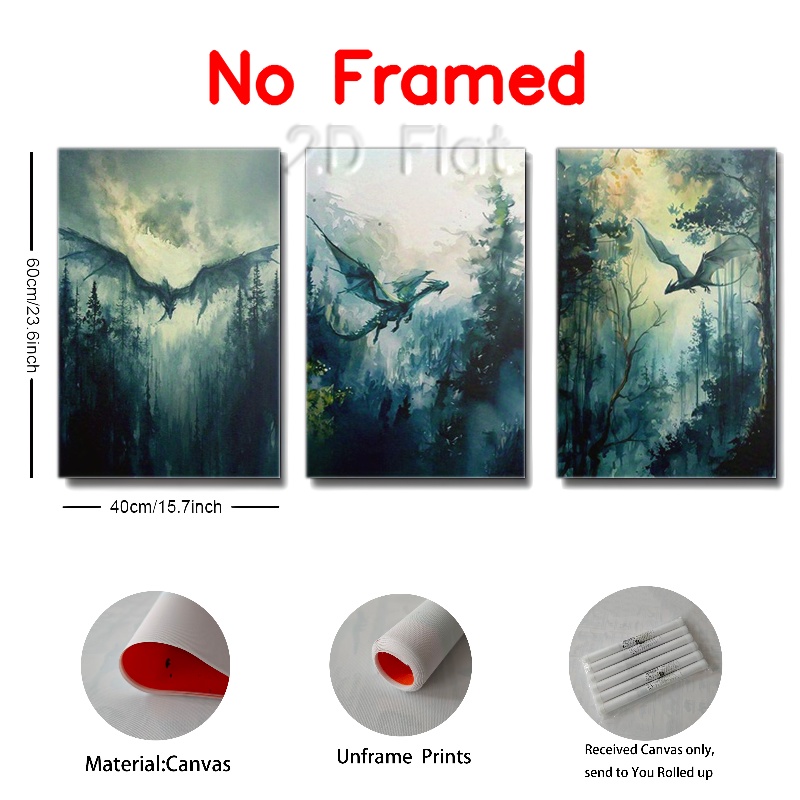 No Framed
2D Flat
60cm/23.6inch
40cm/15.7inch
Material:Canvas
Unframe Prints
Received Canvas only,
send to You Rolled up